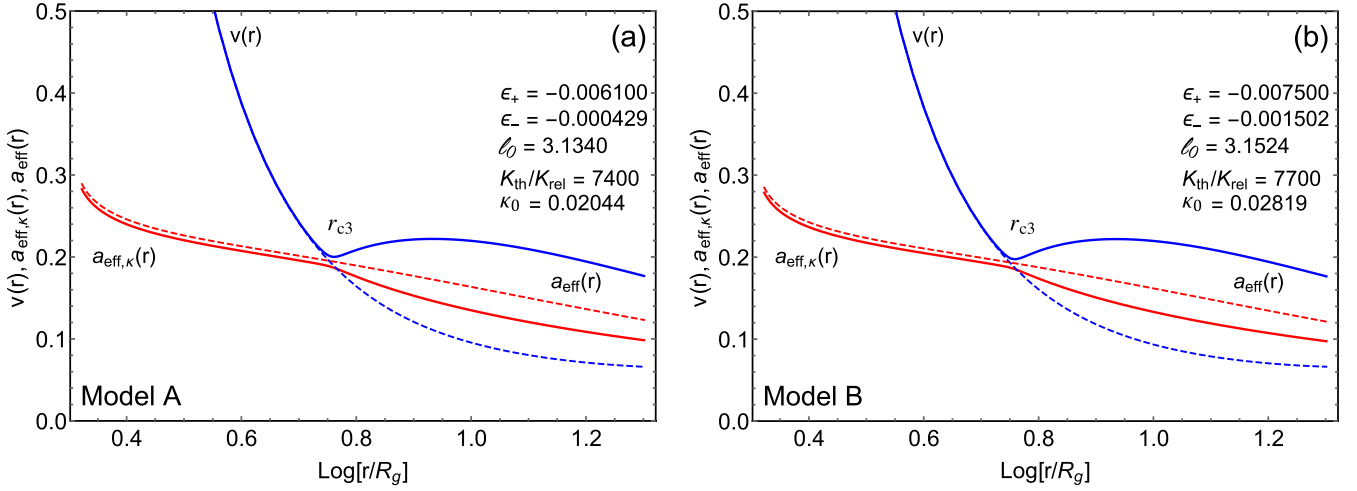 v(r), a_eff,κ(r), a_eff(r)
0.5
0.4
0.3
0.2
0.1
0.0
v(r)
(a)
ϵ₊ = −0.006100
ϵ₋ = −0.000429
ℓ₀ = 3.1340
K_th/K_rel = 7400
κ₀ = 0.02044
r_c3
a_eff,κ(r)
a_eff(r)
Model A
0.4 0.6 0.8 1.0 1.2
Log[r/R_g]
v(r), a_eff,κ(r), a_eff(r)
0.5
0.4
0.3
0.2
0.1
0.0
v(r)
(b)
ϵ₊ = −0.007500
ϵ₋ = −0.001502
ℓ₀ = 3.1524
K_th/K_rel = 7700
κ₀ = 0.02819
r_c3
a_eff,κ(r)
a_eff(r)
Model B
0.4 0.6 0.8 1.0 1.2
Log[r/R_g]